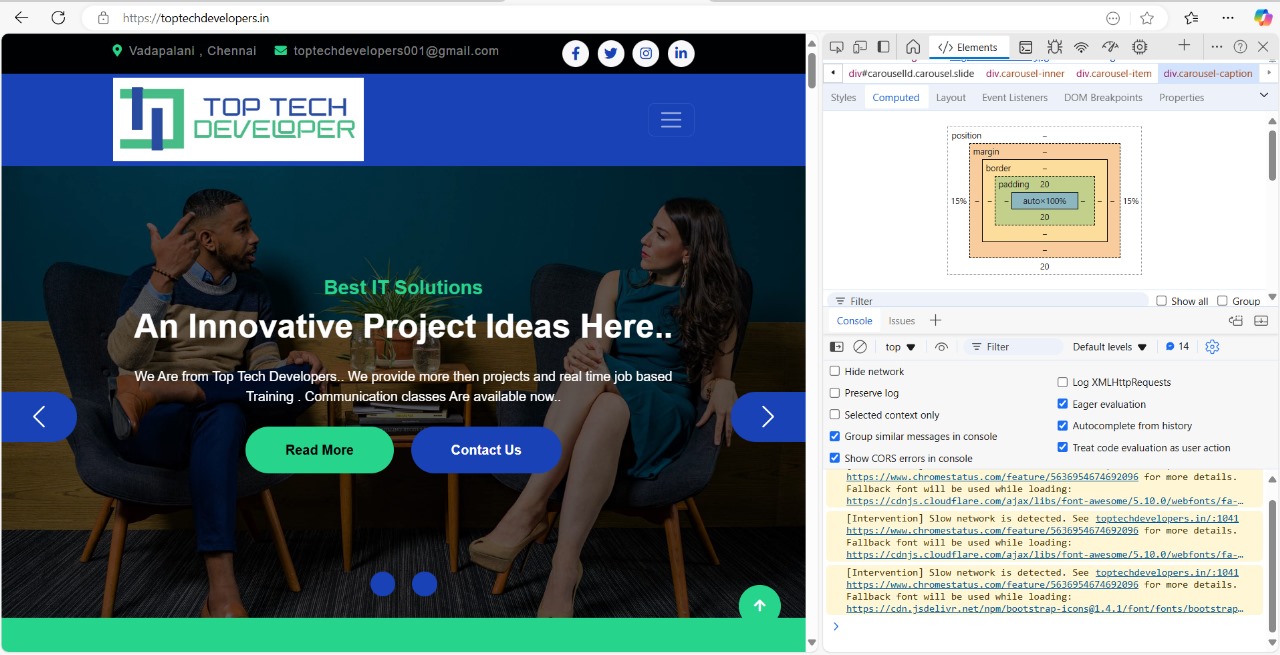 https://toptechdevelopers.in
Vadapalani , Chennai
toptechdevelopers001@gmail.com
TOP TECH
DEVELOPER
Best IT Solutions
An Innovative Project Ideas Here..
We Are from Top Tech Developers.. We provide more then projects and real time job based
Training . Communication classes Are available now..
Read More
Contact Us
</> Elements
div#carouselId.carousel.slide div.carousel-inner div.carousel-item div.carousel-caption
Styles Computed Layout Event Listeners DOM Breakpoints Properties
position –
margin –
border –
padding 20
15% – – – auto×100% – – – 15%
20
–
–
20
Filter Show all Group
Console Issues
top Filter Default levels 14
Hide network
Log XMLHttpRequests
Preserve log
Eager evaluation
Selected context only
Autocomplete from history
Group similar messages in console
Treat code evaluation as user action
Show CORS errors in console
https://www.chromestatus.com/feature/5636954674692096 for more details.
Fallback font will be used while loading:
https://cdnjs.cloudflare.com/ajax/libs/font-awesome/5.10.0/webfonts/fa-…
[Intervention] Slow network is detected. See toptechdevelopers.in/:1041
https://www.chromestatus.com/feature/5636954674692096 for more details.
Fallback font will be used while loading:
https://cdnjs.cloudflare.com/ajax/libs/font-awesome/5.10.0/webfonts/fa-…
[Intervention] Slow network is detected. See toptechdevelopers.in/:1041
https://www.chromestatus.com/feature/5636954674692096 for more details.
Fallback font will be used while loading:
https://cdn.jsdelivr.net/npm/bootstrap-icons@1.4.1/font/fonts/bootstrap…